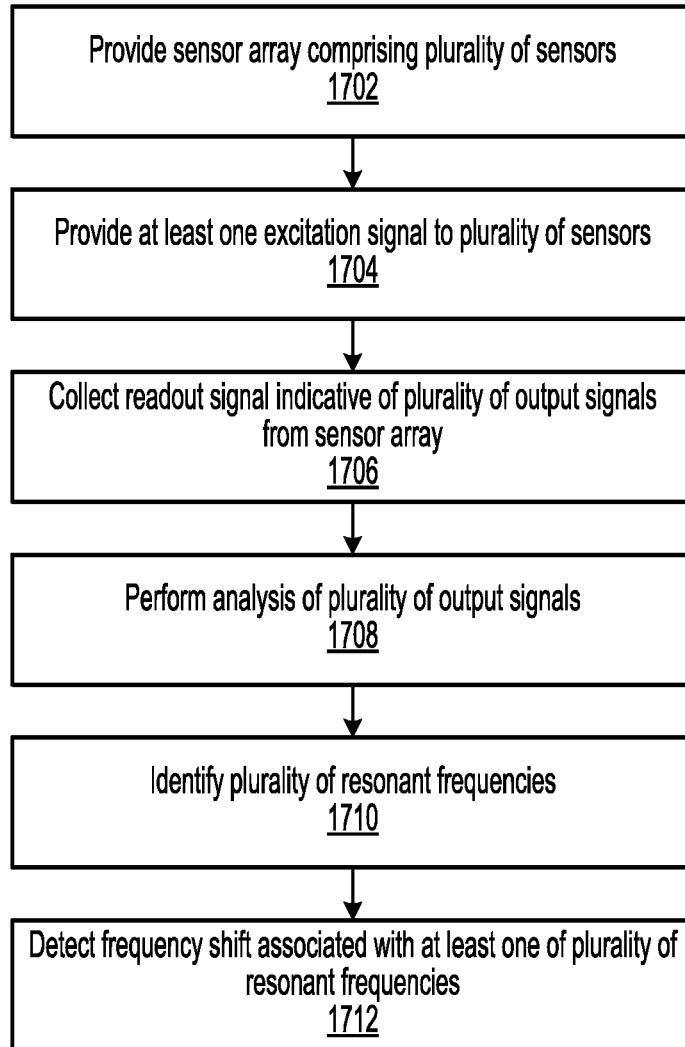 Provide sensor array comprising plurality of sensors
1702
Provide at least one excitation signal to plurality of sensors
1704
Collect readout signal indicative of plurality of output signals
from sensor array
1706
Perform analysis of plurality of output signals
1708
Identify plurality of resonant frequencies
1710
Detect frequency shift associated with at least one of plurality of
resonant frequencies
1712